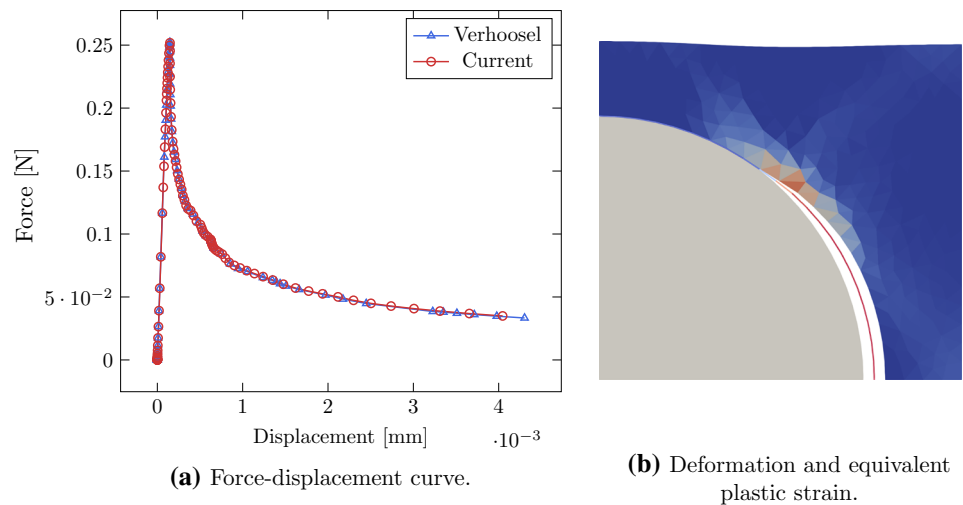 0.25
0.2
0.15
0.1
5 · 10⁻²
0
Force [N]
Verhoosel
Current
0
1
2
3
4
Displacement [mm]
·10⁻³
(a) Force-displacement curve.
(b) Deformation and equivalent
plastic strain.